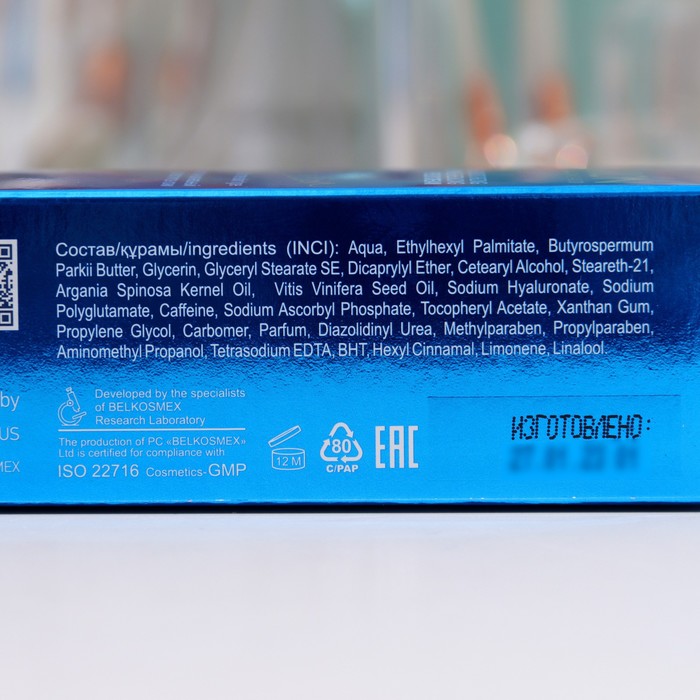 Состав/құрамы/ingredients (INCI): Aqua, Ethylhexyl Palmitate, Butyrospermum
Parkii Butter, Glycerin, Glyceryl Stearate SE, Dicaprylyl Ether, Cetearyl Alcohol, Steareth-21,
Argania Spinosa Kernel Oil, Vitis Vinifera Seed Oil, Sodium Hyaluronate, Sodium
Polyglutamate, Caffeine, Sodium Ascorbyl Phosphate, Tocopheryl Acetate, Xanthan Gum,
Propylene Glycol, Carbomer, Parfum, Diazolidinyl Urea, Methylparaben, Propylparaben,
Aminomethyl Propanol, Tetrasodium EDTA, BHT, Hexyl Cinnamal, Limonene, Linalool.
by
US
MEX
Developed by the specialists
of BELKOSMEX
Research Laboratory
The production of PC «BELKOSMEX»
Ltd is certified for compliance with
ISO 22716 Cosmetics-GMP
12 M
80
C/PAP
EAC
ИЗГОТОВЛЕНО: